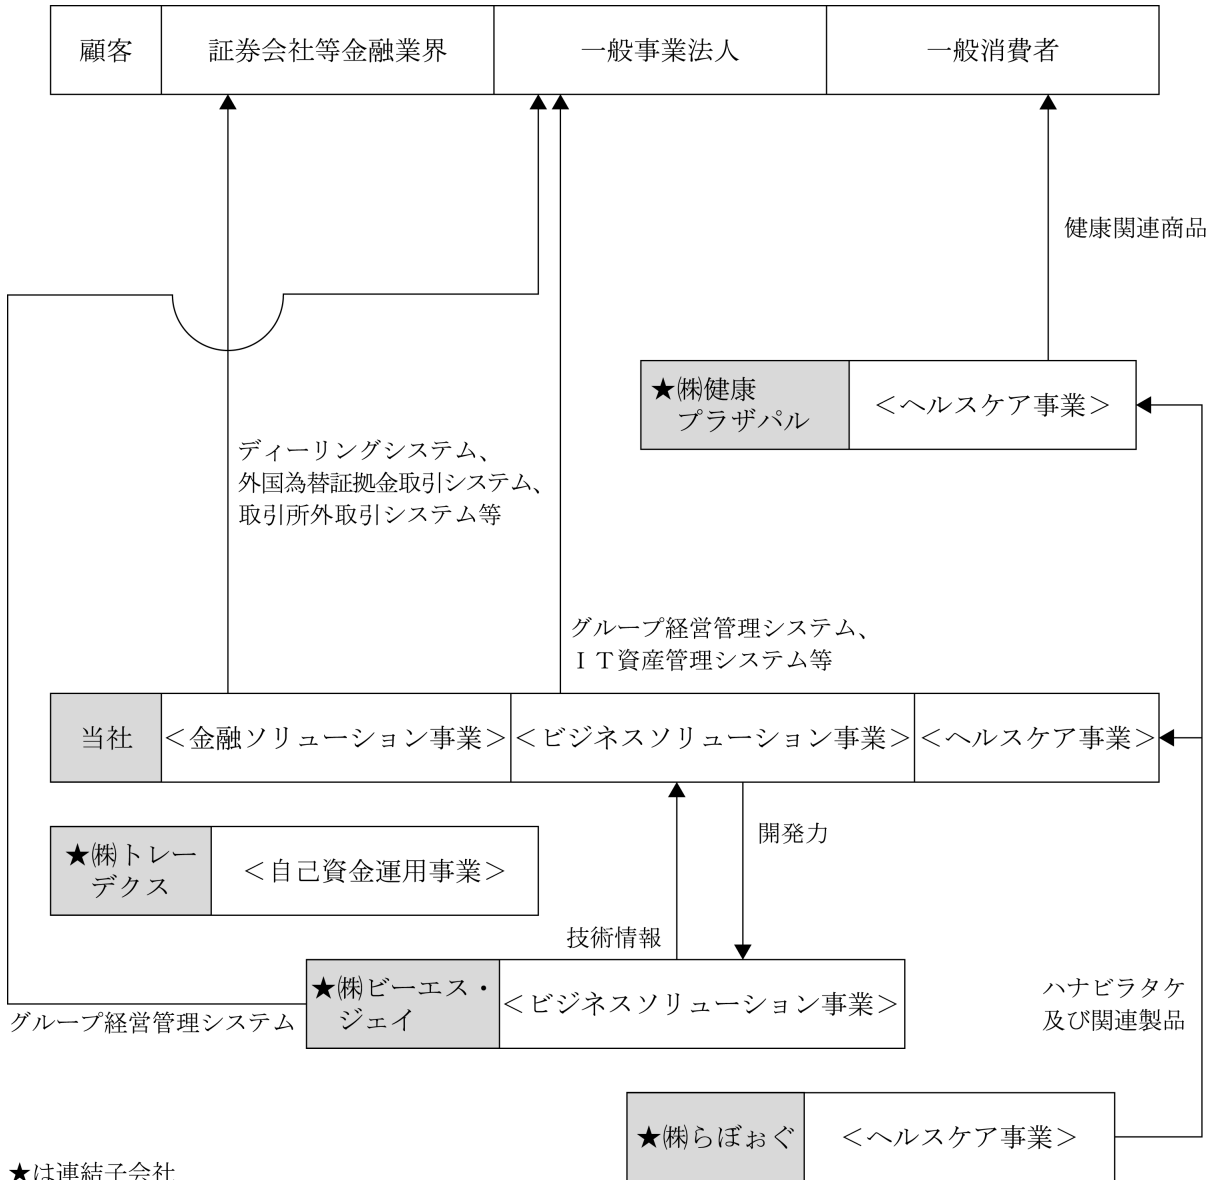 顧客
証券会社等金融業界
一般事業法人
一般消費者
健康関連商品
★㈱健康
プラザパル
＜ヘルスケア事業＞
ディーリングシステム、
外国為替証拠金取引システム、
取引所外取引システム等
グループ経営管理システム、
ＩＴ資産管理システム等
当社
＜金融ソリューション事業＞
＜ビジネスソリューション事業＞
＜ヘルスケア事業＞
開発力
★㈱トレー
デクス
＜自己資金運用事業＞
技術情報
★㈱ビーエス・
ジェイ
＜ビジネスソリューション事業＞
グループ経営管理システム
ハナビラタケ
及び関連製品
★㈱らぼぉぐ
＜ヘルスケア事業＞
★は連結子会社